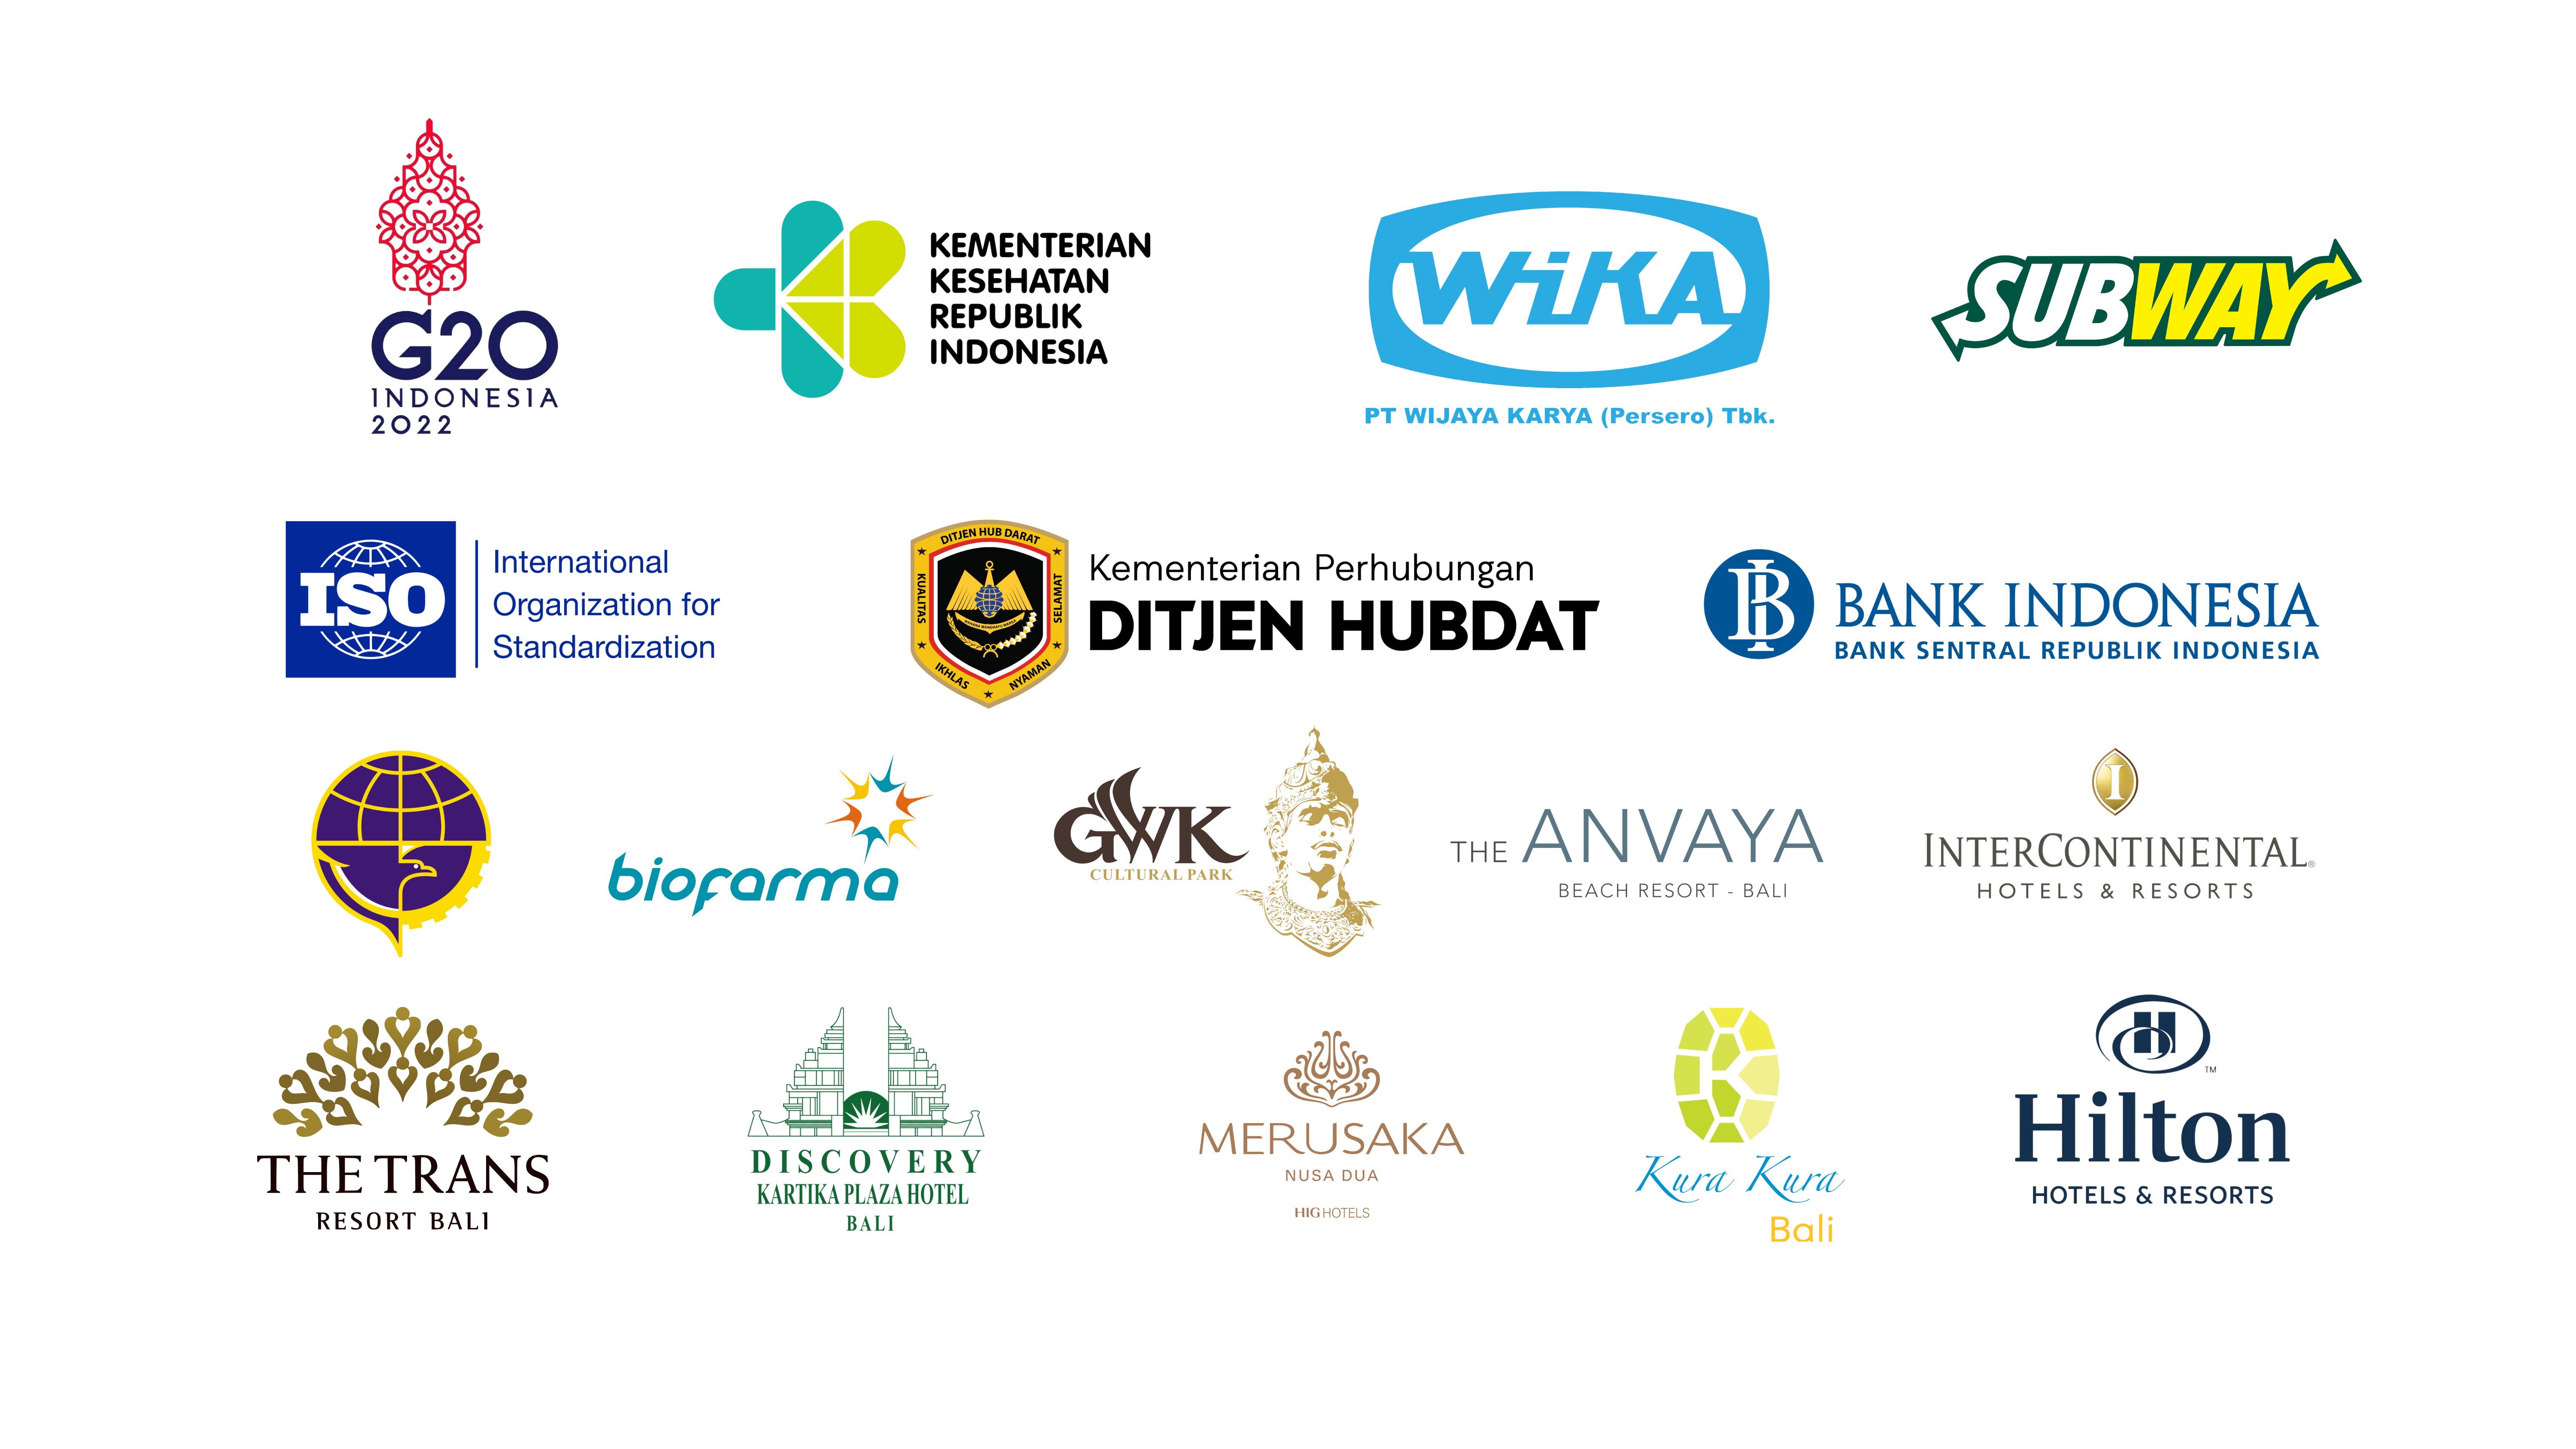 G20
INDONESIA
2022
KEMENTERIAN
KESEHATAN
REPUBLIK
INDONESIA
WiKA
PT WIJAYA KARYA (Persero) Tbk.
SUBWAY
ISO
International
Organization for
Standardization
DITJEN HUB DARAT
KUALITAS
SELAMAT
IKHLAS
NYAMAN
Kementerian Perhubungan
DITJEN HUBDAT
BI
BANK INDONESIA
BANK SENTRAL REPUBLIK INDONESIA
biofarma
GWK
CULTURAL PARK
THE ANVAYA
BEACH RESORT - BALI
I
INTERCONTINENTAL®
HOTELS & RESORTS
THE TRANS
RESORT BALI
DISCOVERY
KARTIKA PLAZA HOTEL
BALI
MERUSAKA
NUSA DUA
HIG HOTELS
K
Kura Kura
Bali
H
TM
Hilton
HOTELS & RESORTS